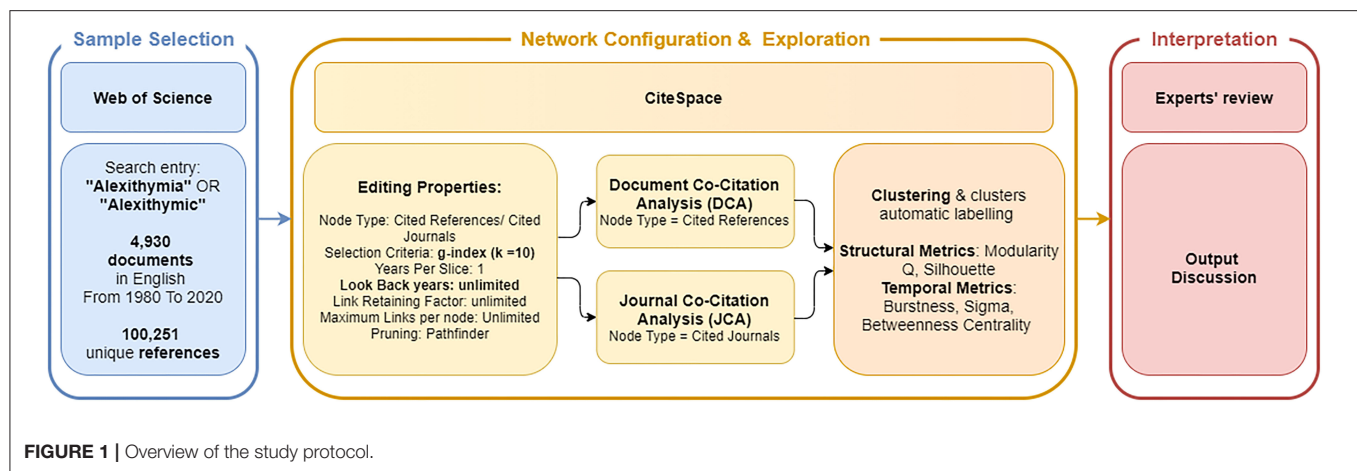 Sample Selection
Web of Science
Search entry:
"Alexithymia" OR
"Alexithymic"
4,930
documents
in English
From 1980 To 2020
100,251
unique references
Network Configuration & Exploration
CiteSpace
Editing Properties:
Node Type: Cited References/ Cited
Journals
Selection Criteria: g-index (k =10)
Years Per Slice: 1
Look Back years: unlimited
Link Retaining Factor: unlimited
Maximum Links per node: Unlimited
Pruning: Pathfinder
Document Co-Citation
Analysis (DCA)
Node Type = Cited References
Journal Co-Citation
Analysis (JCA)
Node Type = Cited Journals
Clustering & clusters
automatic labelling
Structural Metrics: Modularity
Q, Silhouette
Temporal Metrics:
Burstness, Sigma,
Betweenness Centrality
Interpretation
Experts' review
Output
Discussion
FIGURE 1 | Overview of the study protocol.